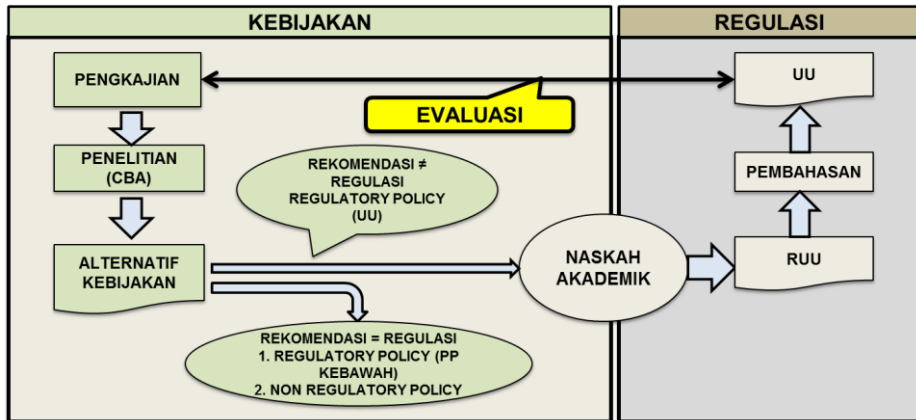 KEBIJAKAN
REGULASI
PENGKAJIAN
UU
EVALUASI
PENELITIAN
(CBA)
PEMBAHASAN
REKOMENDASI ≠
REGULASI
REGULATORY POLICY
(UU)
ALTERNATIF
KEBIJAKAN
NASKAH
AKADEMIK
RUU
REKOMENDASI = REGULASI
1. REGULATORY POLICY (PP
KEBAWAH)
2. NON REGULATORY POLICY